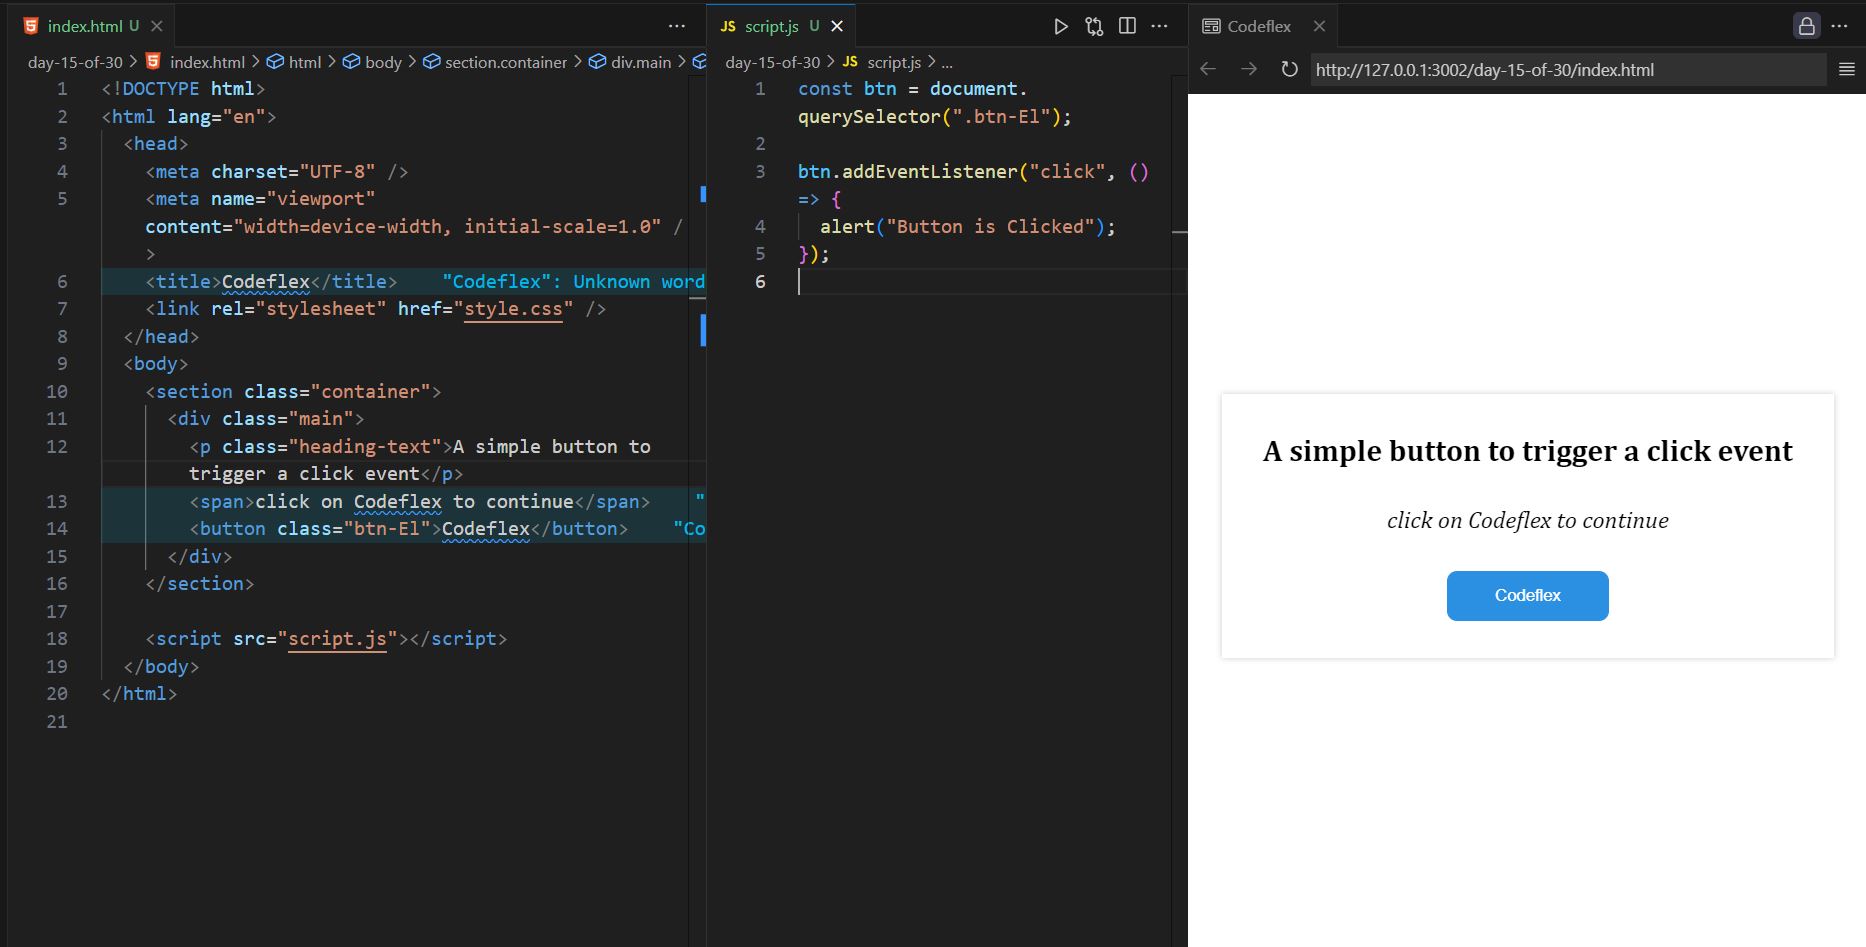 index.html U
day-15-of-30 > index.html > html > body > section.container > div.main >
1 <!DOCTYPE html>
2 <html lang="en">
3 <head>
4 <meta charset="UTF-8" />
5 <meta name="viewport"
content="width=device-width, initial-scale=1.0" /
>
6 <title>Codeflex</title> "Codeflex": Unknown word
7 <link rel="stylesheet" href="style.css" />
8 </head>
9 <body>
10 <section class="container">
11 <div class="main">
12 <p class="heading-text">A simple button to
trigger a click event</p>
13 <span>click on Codeflex to continue</span> "
14 <button class="btn-El">Codeflex</button> "Co
15 </div>
16 </section>
17
18 <script src="script.js"></script>
19 </body>
20 </html>
21
JS script.js U
day-15-of-30 > JS script.js > ...
1 const btn = document.
querySelector(".btn-El");
2
3 btn.addEventListener("click", ()
=> {
4 alert("Button is Clicked");
5 });
6
Codeflex
http://127.0.0.1:3002/day-15-of-30/index.html
A simple button to trigger a click event
click on Codeflex to continue
Codeflex